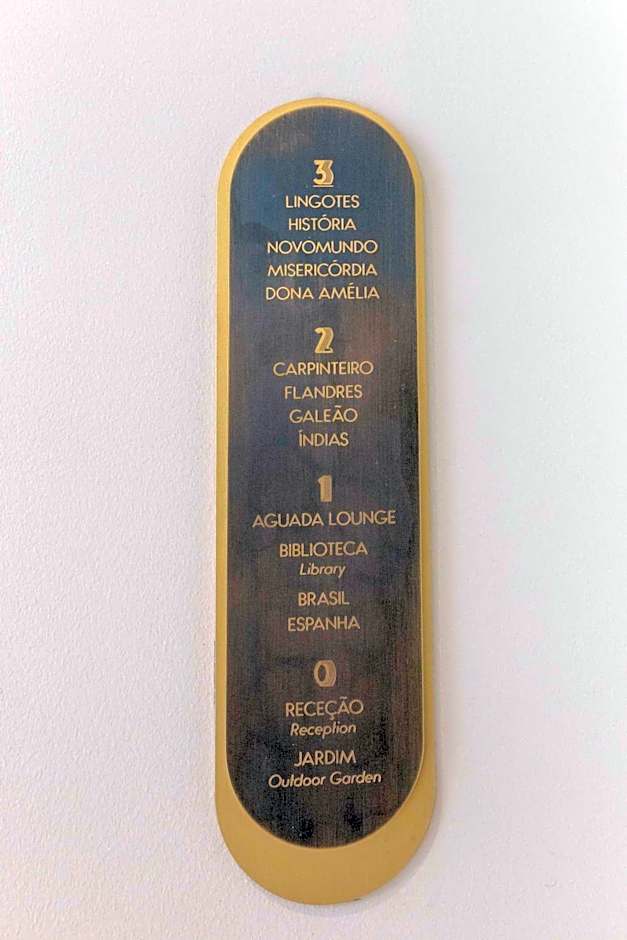 3
LINGOTES
HISTÓRIA
NOVOMUNDO
MISERICÓRDIA
DONA AMÉLIA
2
CARPINTEIRO
FLANDRES
GALEÃO
ÍNDIAS
1
AGUADA LOUNGE
BIBLIOTECA
Library
BRASIL
ESPANHA
0
RECEÇÃO
Reception
JARDIM
Outdoor Garden